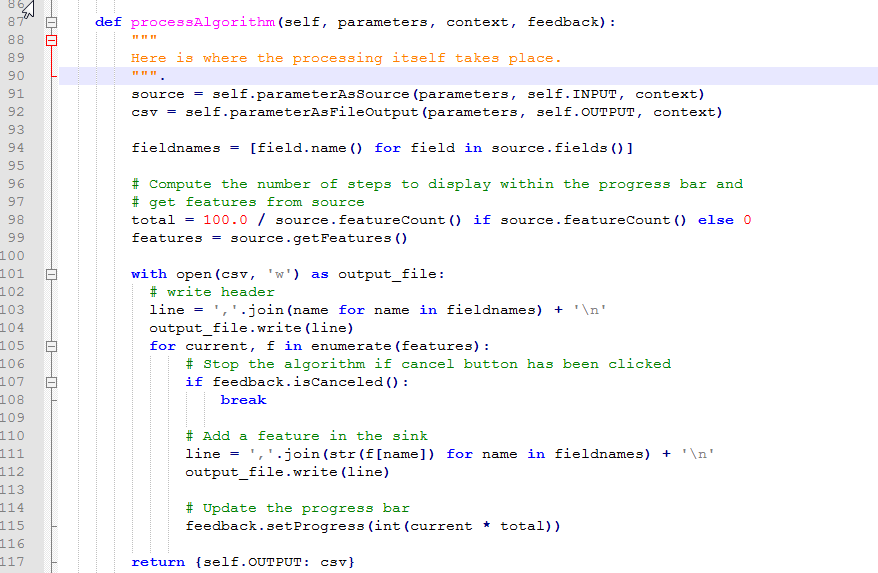 86
87 def processAlgorithm(self, parameters, context, feedback):
88 """
89 Here is where the processing itself takes place.
90 """.
91 source = self.parameterAsSource(parameters, self.INPUT, context)
92 csv = self.parameterAsFileOutput(parameters, self.OUTPUT, context)
93
94 fieldnames = [field.name() for field in source.fields()]
95
96 # Compute the number of steps to display within the progress bar and
97 # get features from source
98 total = 100.0 / source.featureCount() if source.featureCount() else 0
99 features = source.getFeatures()
100
101 with open(csv, 'w') as output_file:
102 # write header
103 line = ','.join(name for name in fieldnames) + '\n'
104 output_file.write(line)
105 for current, f in enumerate(features):
106 # Stop the algorithm if cancel button has been clicked
107 if feedback.isCanceled():
108 break
109
110 # Add a feature in the sink
111 line = ','.join(str(f[name]) for name in fieldnames) + '\n'
112 output_file.write(line)
113
114 # Update the progress bar
115 feedback.setProgress(int(current * total))
116
117 return {self.OUTPUT: csv}